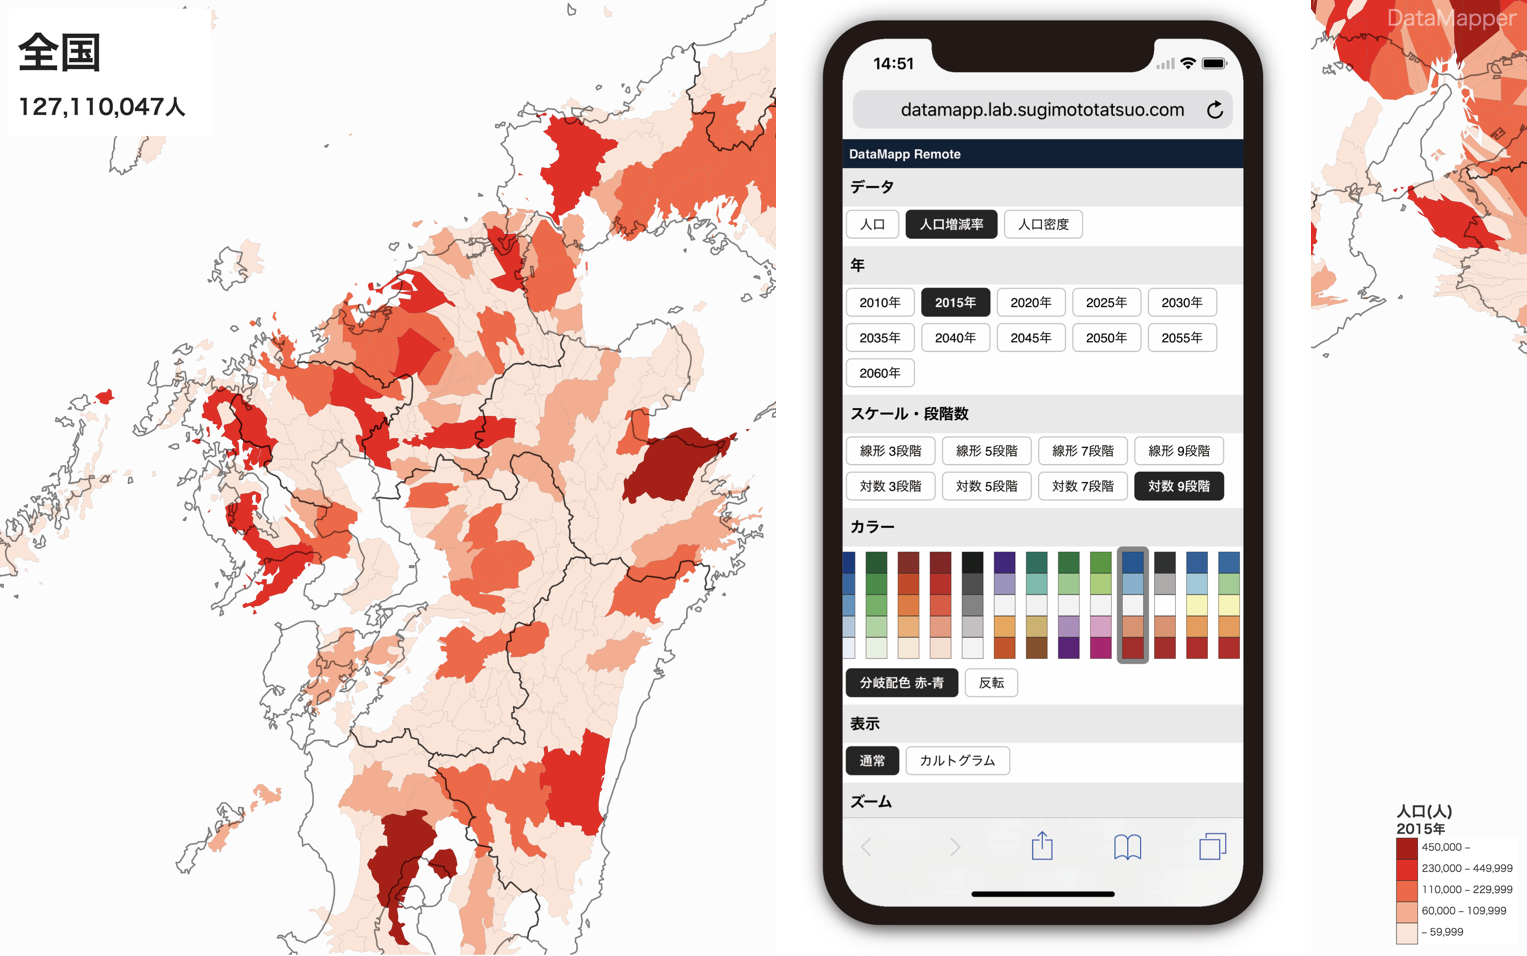 全国
127,110,047人
14:51
datamapp.lab.sugimototatsuo.com
DataMapp Remote
データ
人口 人口増減率 人口密度
年
2010年 2015年 2020年 2025年 2030年
2035年 2040年 2045年 2050年 2055年
2060年
スケール・段階数
線形 3段階 線形 5段階 線形 7段階 線形 9段階
対数 3段階 対数 5段階 対数 7段階 対数 9段階
カラー
分岐配色 赤-青 反転
表示
通常 カルトグラム
ズーム
DataMapper
人口(人)
2015年
450,000 –
230,000 – 449,999
110,000 – 229,999
60,000 – 109,999
– 59,999